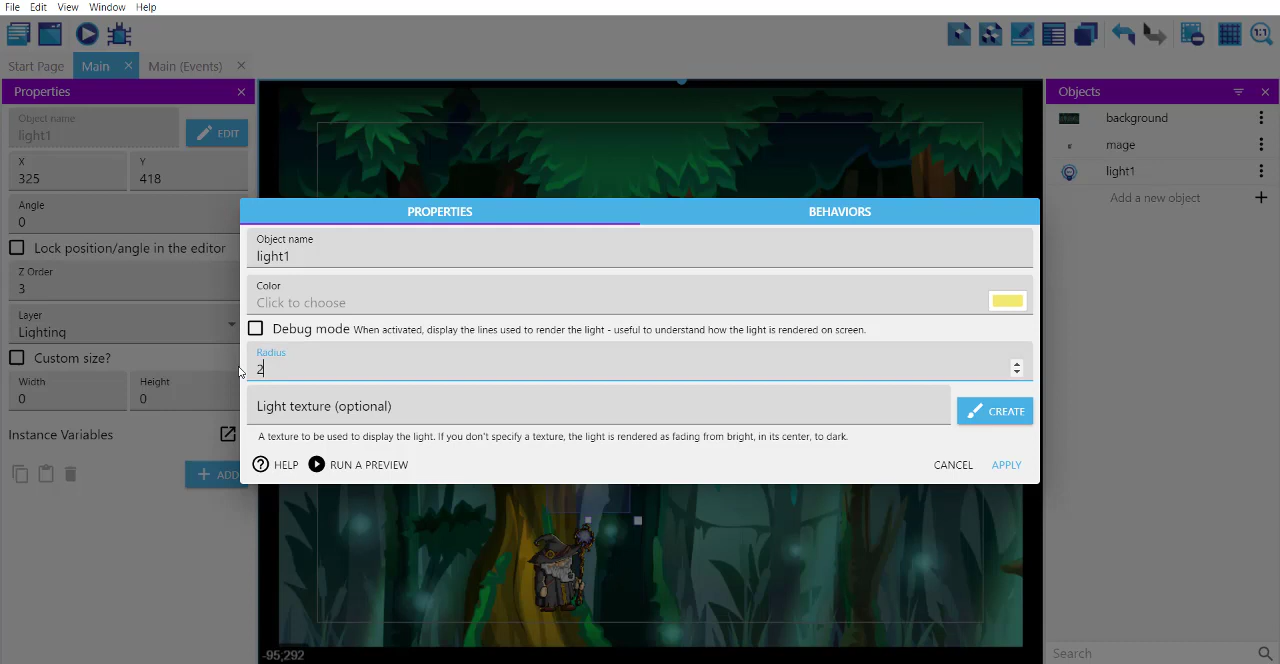 File Edit View Window Help
Start Page Main × Main (Events) ×
Properties ×
Object name
light1
EDIT
X
325
Y
418
Angle
0
Lock position/angle in the editor
Z Order
3
Layer
Lighting
Custom size?
Width
0
Height
0
Instance Variables
+ ADD
PROPERTIES BEHAVIORS
Object name
light1
Color
Click to choose
Debug mode When activated, display the lines used to render the light - useful to understand how the light is rendered on screen.
Radius
2
Light texture (optional)
CREATE
A texture to be used to display the light. If you don't specify a texture, the light is rendered as fading from bright, in its center, to dark.
? HELP RUN A PREVIEW CANCEL APPLY
-95;292
1:1
Objects ×
background
mage
light1
Add a new object +
Search